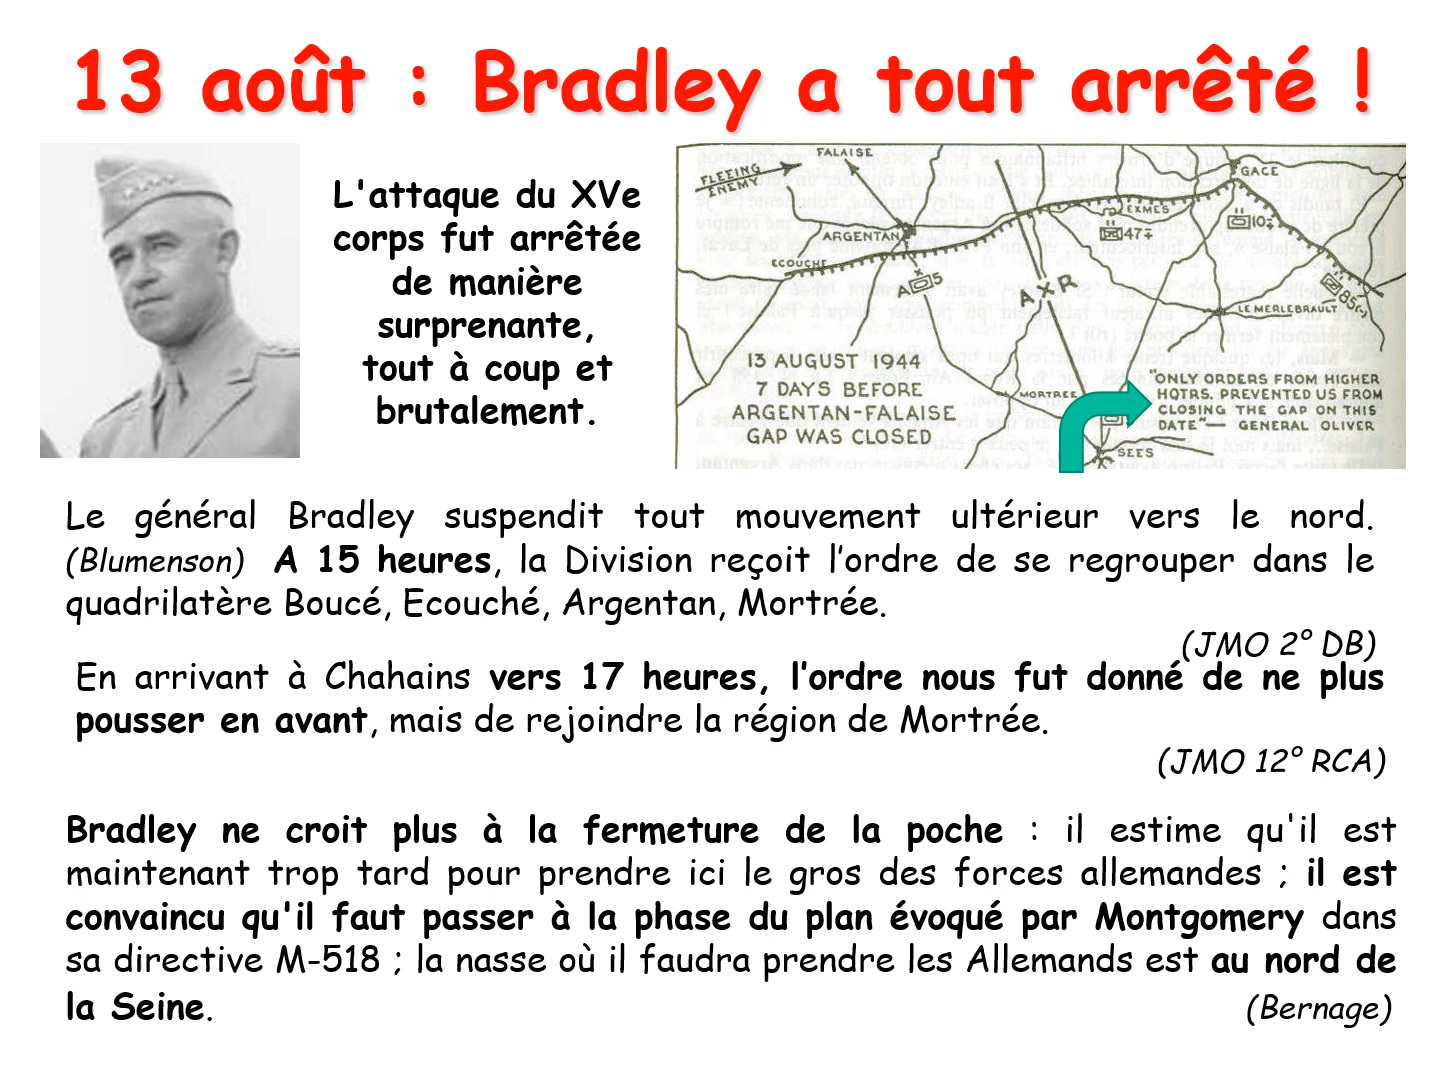 13 août : Bradley a tout arrêté !
L'attaque du XVe
corps fut arrêtée
de manière
surprenante,
tout à coup et
brutalement.
FALAISE
FLEEING
ENEMY
GACE
EXMES
ARGENTAN
ECOUCHE
47
10
A
5
AXR
85(-)
LE MERLEBRAULT
13 AUGUST 1944
7 DAYS BEFORE
ARGENTAN-FALAISE
GAP WAS CLOSED
MORTREE
"ONLY ORDERS FROM HIGHER
HQTRS. PREVENTED US FROM
CLOSING THE GAP ON THIS
DATE"— GENERAL OLIVER
SEES
Le général Bradley suspendit tout mouvement ultérieur vers le nord.
(Blumenson) A 15 heures, la Division reçoit l’ordre de se regrouper dans le
quadrilatère Boucé, Ecouché, Argentan, Mortrée.
(JMO 2° DB)
En arrivant à Chahains vers 17 heures, l’ordre nous fut donné de ne plus
pousser en avant, mais de rejoindre la région de Mortrée.
(JMO 12° RCA)
Bradley ne croit plus à la fermeture de la poche : il estime qu'il est
maintenant trop tard pour prendre ici le gros des forces allemandes ; il est
convaincu qu'il faut passer à la phase du plan évoqué par Montgomery dans
sa directive M-518 ; la nasse où il faudra prendre les Allemands est au nord de
la Seine. (Bernage)